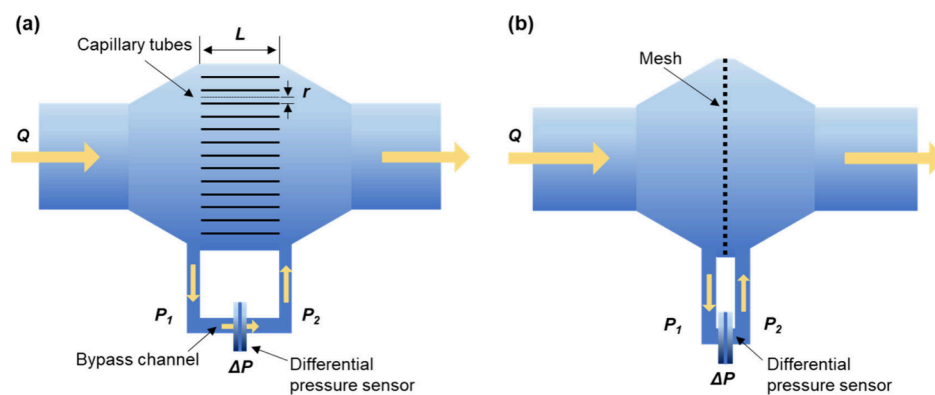 (a)
L
Capillary tubes
r
Q
P1
P2
Bypass channel
ΔP
Differential
pressure sensor
(b)
Mesh
Q
P1
P2
ΔP
Differential
pressure sensor